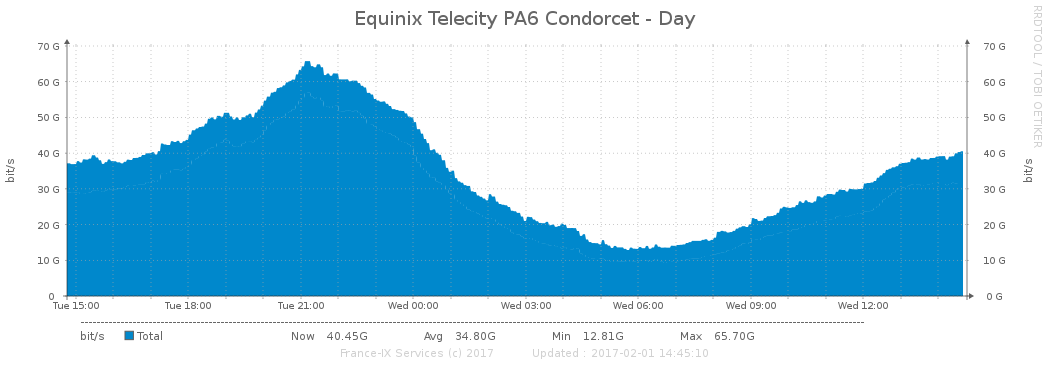 Equinix Telecity PA6 Condorcet - Day
RRDTOOL / TOBI OETIKER
bit/s
70 G
60 G
50 G
40 G
30 G
20 G
10 G
0
70 G
60 G
50 G
40 G
30 G
20 G
10 G
0 G
bit/s
Tue 15:00 Tue 18:00 Tue 21:00 Wed 00:00 Wed 03:00 Wed 06:00 Wed 09:00 Wed 12:00
bit/s Total Now 40.45G Avg 34.80G Min 12.81G Max 65.70G
France-IX Services (c) 2017 Updated : 2017-02-01 14:45:10